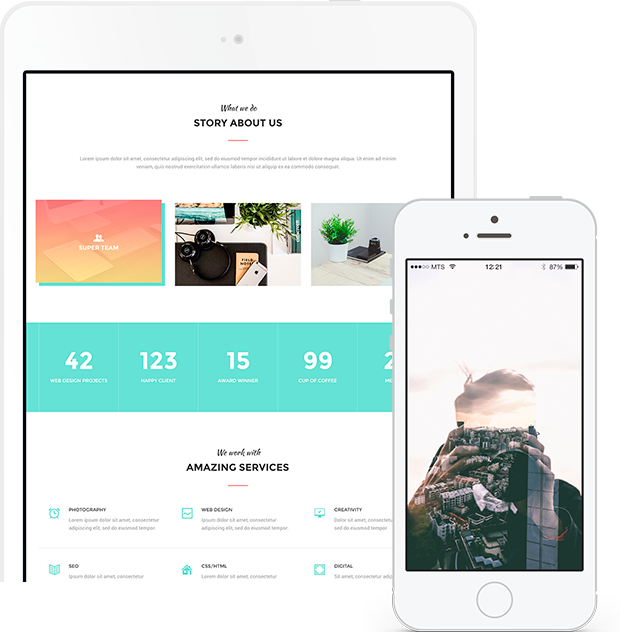 What we do
STORY ABOUT US
Lorem ipsum dolor sit amet, consectetur adipiscing elit, sed do eiusmod tempor incididunt ut labore et dolore magna aliqua. Ut enim ad minim
veniam, quis nostrud exercitation ullamco laboris nisi ut aliquip ex ea commodo consequat.
SUPER TEAM
FIELD NOTES
42
WEB DESIGN PROJECTS
123
HAPPY CLIENT
15
AWARD WINNER
99
CUP OF COFFEE
2
ME
We work with
AMAZING SERVICES
PHOTOGRAPHY
Lorem ipsum dolor sit amet, consectetur
adipiscing elit, sed do eiusmod tempor.
WEB DESIGN
Ipsum dolor sit amet, consectetur
adipiscing elit, sed do eiusmod tempor.
CREATIVITY
Dolor sit amet, consectetur
sed do eiusmod
SEO
Ipsum dolor sit amet, consectetur
CSS/HTML
Lorem ipsum dolor sit amet, consectetur
DIGITAL
Sit amet, consectetur adipiscing
MTS
12:21
87%